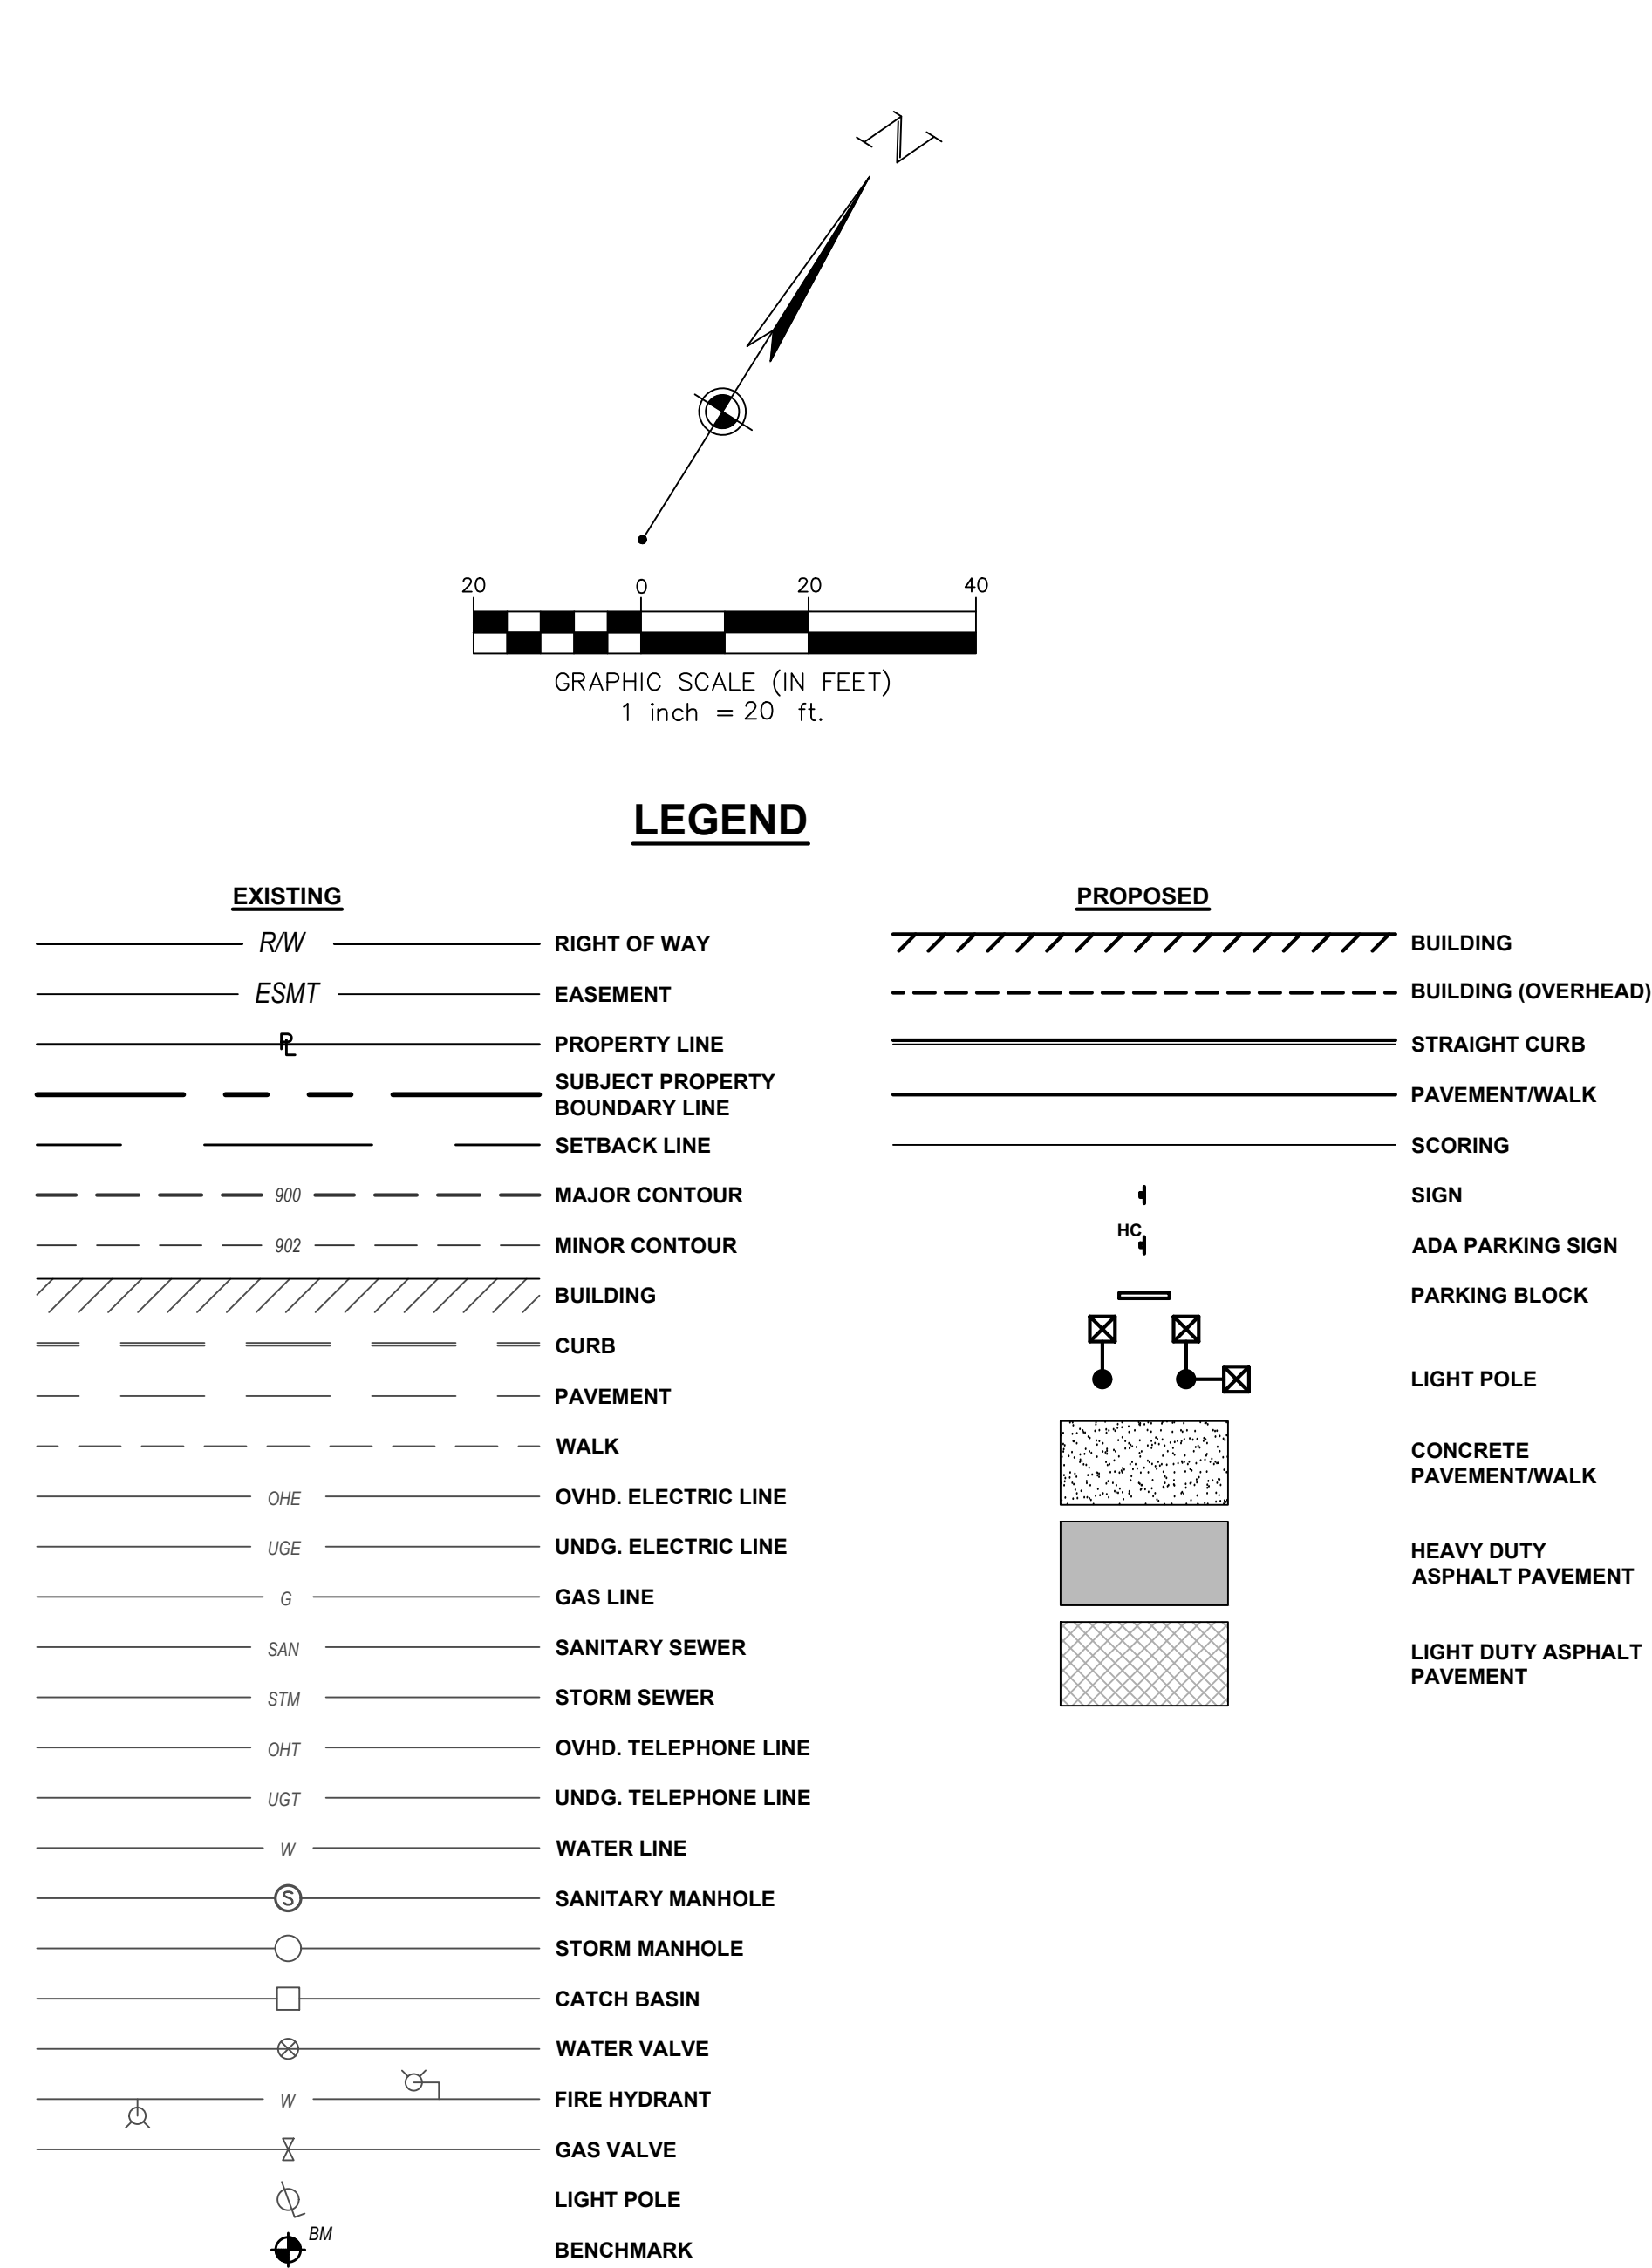 N
20 0 20 40
GRAPHIC SCALE (IN FEET)
1 inch = 20 ft.
LEGEND
EXISTING
R/W RIGHT OF WAY
ESMT EASEMENT
PL PROPERTY LINE
SUBJECT PROPERTY
BOUNDARY LINE
SETBACK LINE
900 MAJOR CONTOUR
902 MINOR CONTOUR
BUILDING
CURB
PAVEMENT
WALK
OHE OVHD. ELECTRIC LINE
UGE UNDG. ELECTRIC LINE
G GAS LINE
SAN SANITARY SEWER
STM STORM SEWER
OHT OVHD. TELEPHONE LINE
UGT UNDG. TELEPHONE LINE
W WATER LINE
S SANITARY MANHOLE
STORM MANHOLE
CATCH BASIN
WATER VALVE
W FIRE HYDRANT
GAS VALVE
LIGHT POLE
BM
BENCHMARK
PROPOSED
BUILDING
BUILDING (OVERHEAD)
STRAIGHT CURB
PAVEMENT/WALK
SCORING
SIGN
HC
ADA PARKING SIGN
PARKING BLOCK
LIGHT POLE
CONCRETE
PAVEMENT/WALK
HEAVY DUTY
ASPHALT PAVEMENT
LIGHT DUTY ASPHALT
PAVEMENT